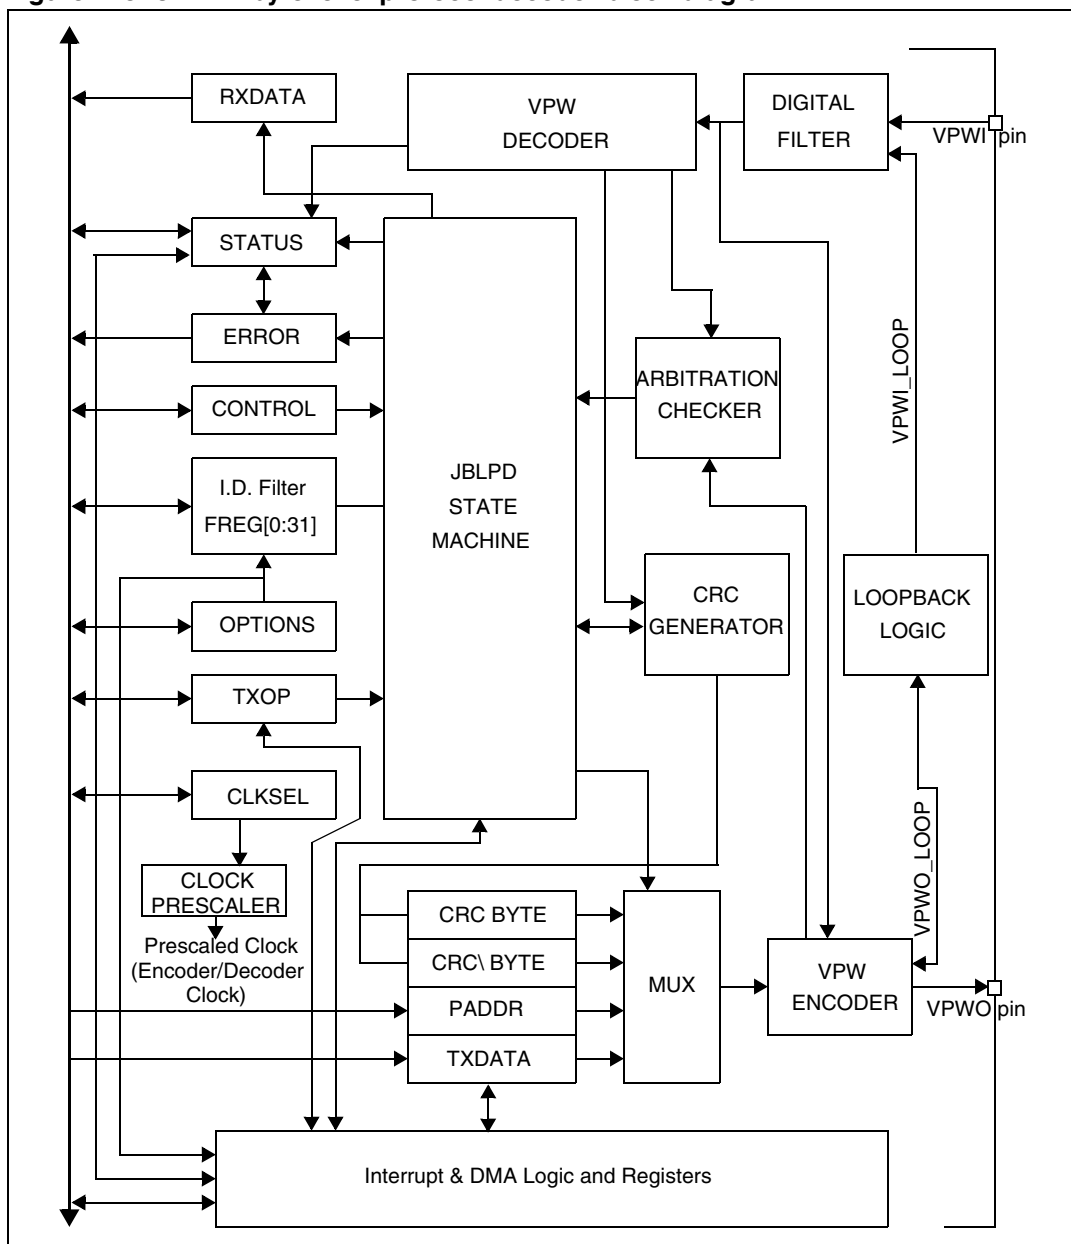 RXDATA
VPW
DECODER
DIGITAL
FILTER
VPWI pin
STATUS
ERROR
CONTROL
I.D. Filter
FREG[0:31]
OPTIONS
TXOP
CLKSEL
CLOCK
PRESCALER
Prescaled Clock
(Encoder/Decoder
Clock)
JBLPD
STATE
MACHINE
ARBITRATION
CHECKER
CRC
GENERATOR
VPWI_LOOP
LOOPBACK
LOGIC
VPWO_LOOP
CRC BYTE
CRC\ BYTE
PADDR
TXDATA
MUX
VPW
ENCODER
VPWO pin
Interrupt & DMA Logic and Registers